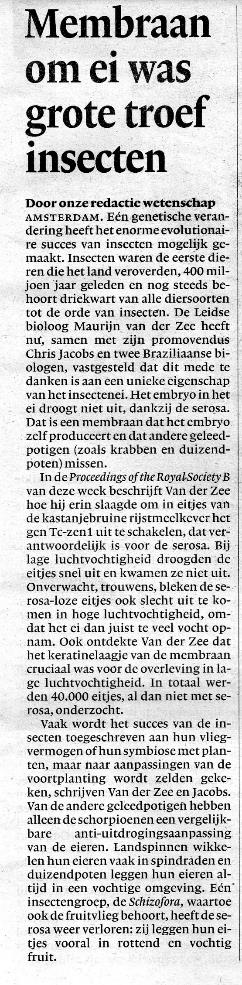 Membraan
om ei was
grote troef
insecten
Door onze redactie wetenschap
AMSTERDAM. Eén genetische veran-
dering heeft het enorme evolutionai-
re succes van insecten mogelijk ge-
maakt. Insecten waren de eerste die-
ren die het land veroverden, 400 mil-
joen jaar geleden en nog steeds be-
hoort driekwart van alle diersoorten
tot de orde van insecten. De Leidse
bioloog Maurijn van der Zee heeft
nu, samen met zijn promovendus
Chris Jacobs en twee Braziliaanse bi-
ologen, vastgesteld dat dit mede te
danken is aan een unieke eigenschap
van het insectenei. Het embryo in het
ei droogt niet uit, dankzij de serosa.
Dat is een membraan dat het embryo
zelf produceert en dat andere geleed-
potigen (zoals krabben en duizend-
poten) missen.
In de Proceedings of the Royal Society B
van deze week beschrijft Van der Zee
hoe hij erin slaagde om in eitjes van
de kastanjebruine rijstmeelkever het
gen Tc-zen1 uit te schakelen, dat ver-
antwoordelijk is voor de serosa. Bij
lage luchtvochtigheid droogden de
eitjes snel uit en kwamen ze niet uit.
Onverwacht, trouwens, bleken de se-
rosa-loze eitjes ook slecht uit te ko-
men in hoge luchtvochtigheid, om-
dat het ei dan juist te veel vocht op-
nam. Ook ontdekte Van der Zee dat
het keratinelaagje van de membraan
cruciaal was voor de overleving in la-
ge luchtvochtigheid. In totaal wer-
den 40.000 eitjes, al dan niet met se-
rosa, onderzocht.
Vaak wordt het succes van de in-
secten toegeschreven aan hun vlieg-
vermogen of hun symbiose met plan-
ten, maar naar aanpassingen van de
voortplanting wordt zelden geke-
ken, schrijven Van der Zee en Jacobs.
Van de andere geleedpotigen hebben
alleen de schorpioenen een vergelijk-
bare anti-uitdrogingsaanpassing
van de eieren. Landspinnen wikke-
len hun eieren vaak in spindraden en
duizendpoten leggen hun eieren al-
tijd in een vochtige omgeving. Eén
insectengroep, de Schizofora, waartoe
ook de fruitvlieg behoort, heeft de se-
rosa weer verloren: zij leggen hun ei-
tjes vooral in rottend en vochtig
fruit.